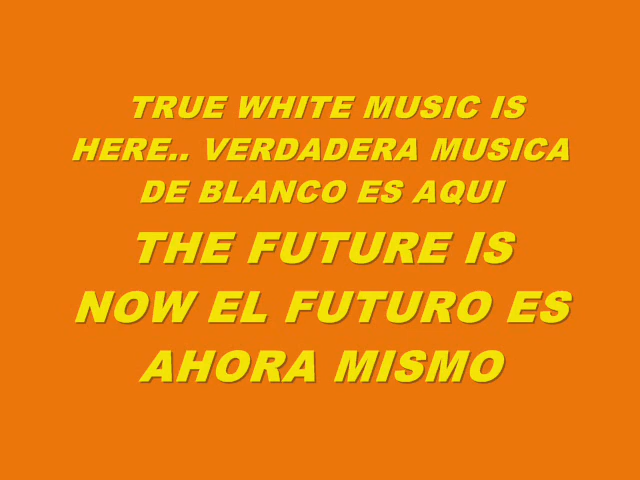 TRUE WHITE MUSIC IS
HERE.. VERDADERA MUSICA
DE BLANCO ES AQUI
THE FUTURE IS
NOW EL FUTURO ES
AHORA MISMO